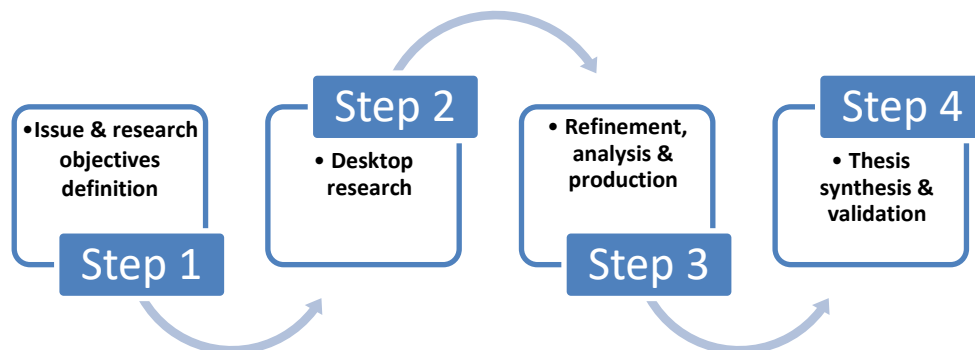 •Issue & research
objectives
definition
Step 1
Step 2
• Desktop
research
• Refinement,
analysis &
production
Step 3
Step 4
• Thesis
synthesis &
validation